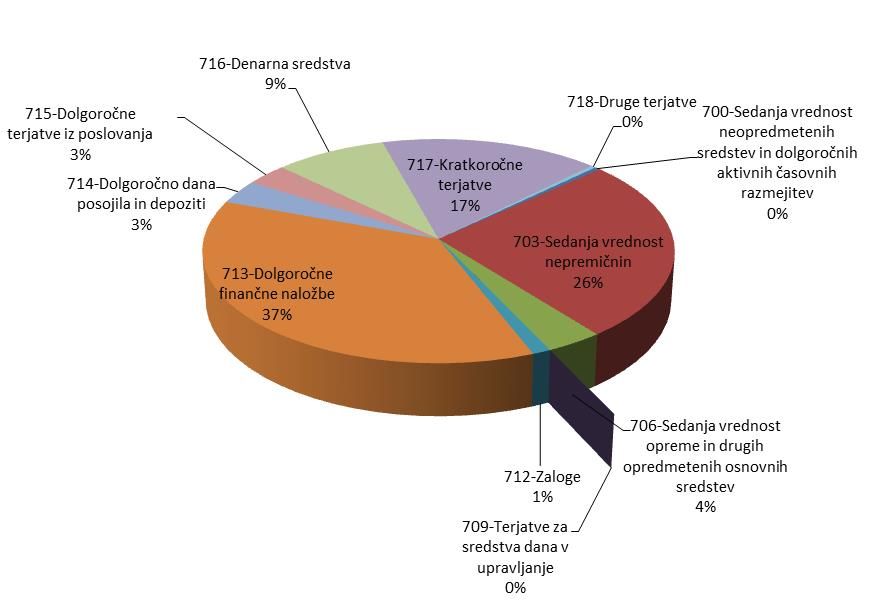 716-Denarna sredstva
9%
715-Dolgoročne
terjatve iz poslovanja
3%
714-Dolgoročno dana
posojila in depoziti
3%
717-Kratkoročne
terjatve
17%
718-Druge terjatve
0%
700-Sedanja vrednost
neopredmetenih
sredstev in dolgoročnih
aktivnih časovnih
razmejitev
0%
703-Sedanja vrednost
nepremičnin
26%
713-Dolgoročne
finančne naložbe
37%
706-Sedanja vrednost
opreme in drugih
opredmetenih osnovnih
sredstev
4%
712-Zaloge
1%
709-Terjatve za
sredstva dana v
upravljanje
0%